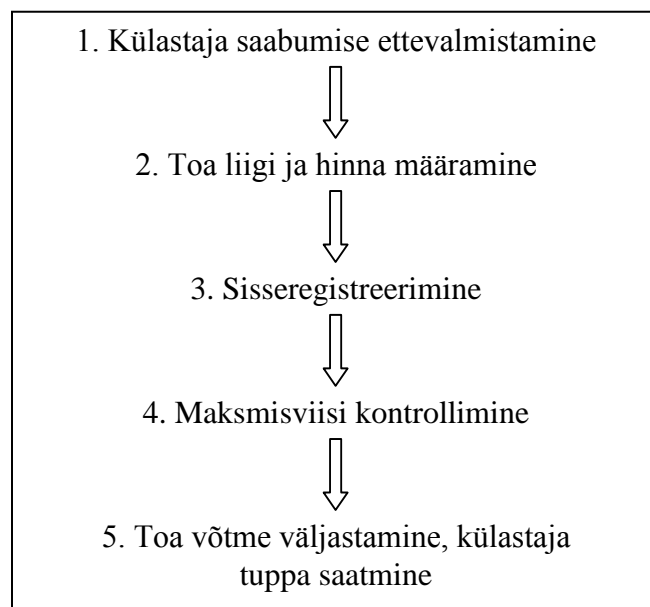 1. Külastaja saabumise ettevalmistamine
2. Toa liigi ja hinna määramine
3. Sisseregistreerimine
4. Maksmisviisi kontrollimine
5. Toa võtme väljastamine, külastaja
tuppa saatmine